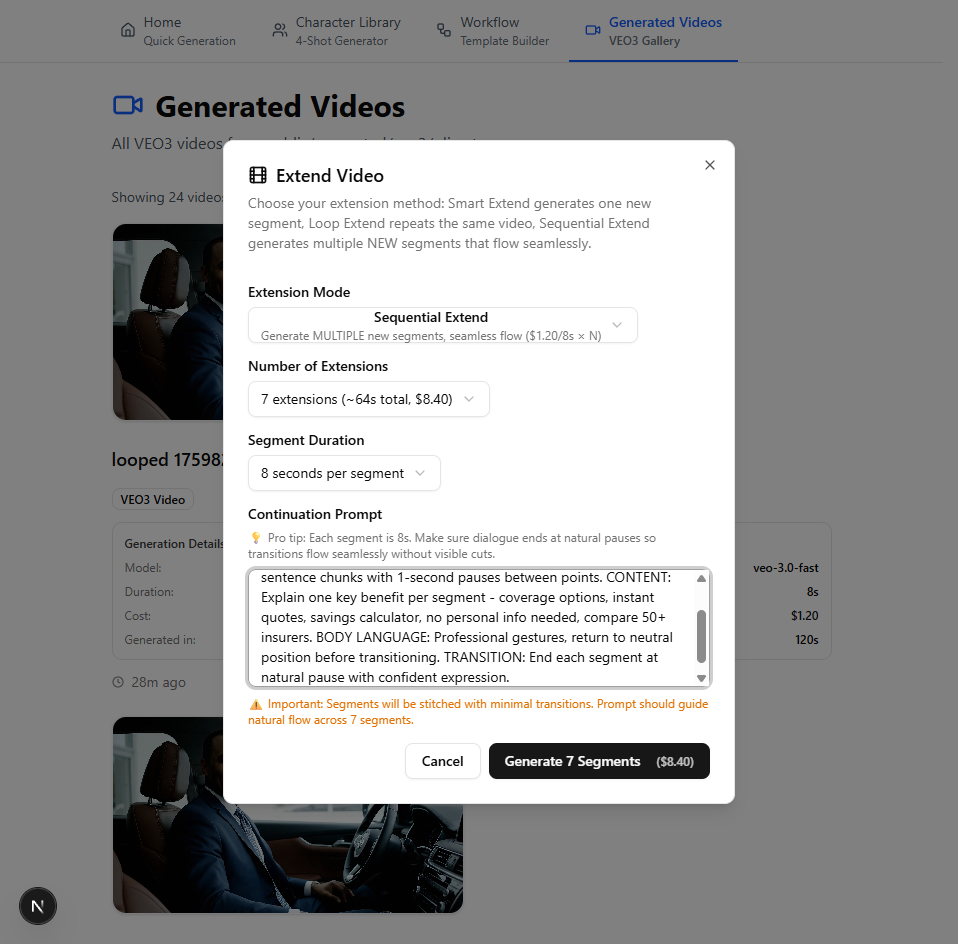 Home
Quick Generation
Character Library
4-Shot Generator
Workflow
Template Builder
Generated Videos
VEO3 Gallery
Generated Videos
All VEO3 videos
Showing 24 videos
Extend Video
Choose your extension method: Smart Extend generates one new
segment, Loop Extend repeats the same video, Sequential Extend
generates multiple NEW segments that flow seamlessly.
Extension Mode
Sequential Extend
Generate MULTIPLE new segments, seamless flow ($1.20/8s × N)
Number of Extensions
7 extensions (~64s total, $8.40)
Segment Duration
8 seconds per segment
Continuation Prompt
💡 Pro tip: Each segment is 8s. Make sure dialogue ends at natural pauses so
transitions flow seamlessly without visible cuts.
sentence chunks with 1-second pauses between points. CONTENT:
Explain one key benefit per segment - coverage options, instant
quotes, savings calculator, no personal info needed, compare 50+
insurers. BODY LANGUAGE: Professional gestures, return to neutral
position before transitioning. TRANSITION: End each segment at
natural pause with confident expression.
⚠️ Important: Segments will be stitched with minimal transitions. Prompt should guide
natural flow across 7 segments.
Cancel
Generate 7 Segments ($8.40)
looped 17598
VEO3 Video
Generation Details
Model:
veo-3.0-fast
Duration:
8s
Cost:
$1.20
Generated in:
120s
28m ago
N